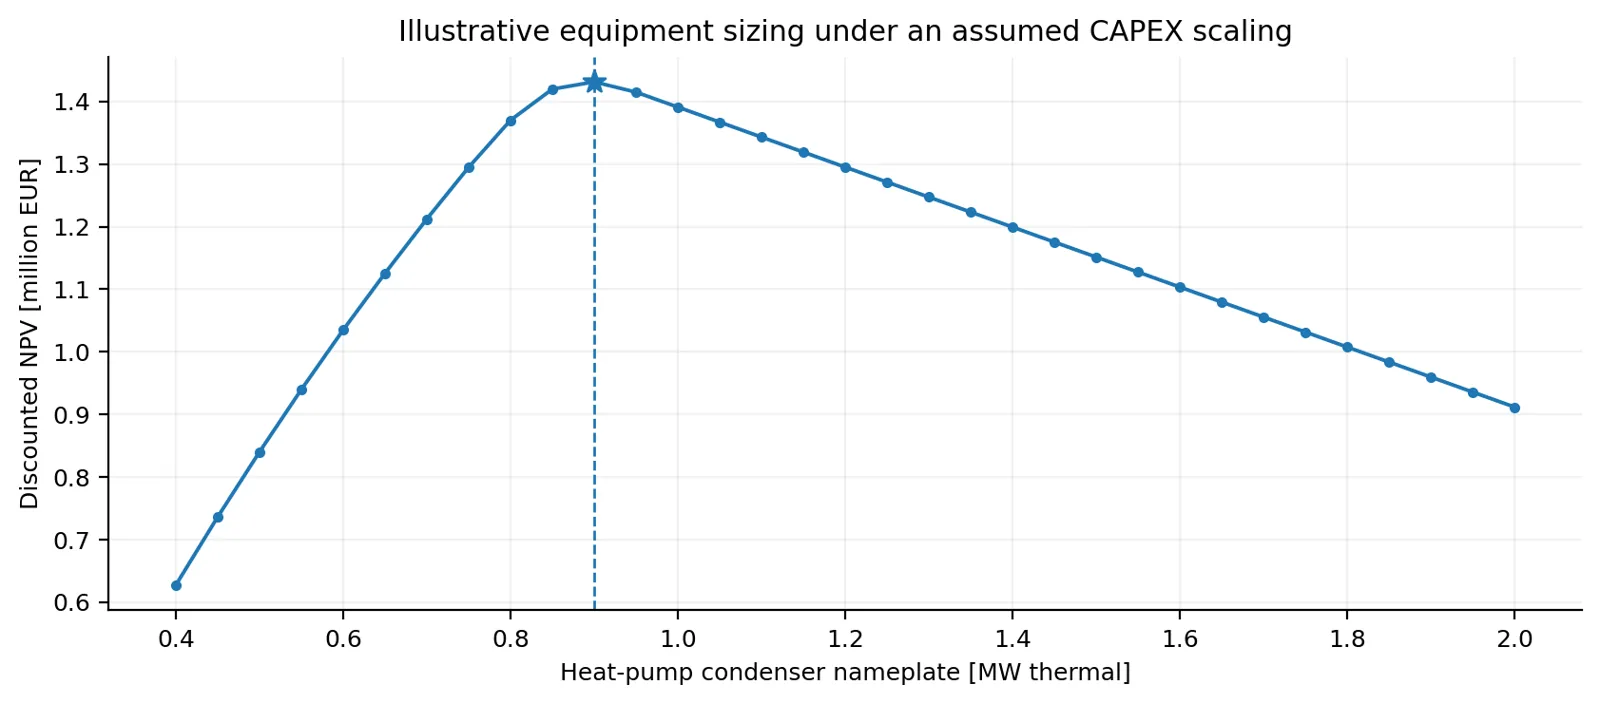 Illustrative equipment sizing under an assumed CAPEX scaling
Discounted NPV [million EUR]
1.4
1.3
1.2
1.1
1.0
0.9
0.8
0.7
0.6
0.4 0.6 0.8 1.0 1.2 1.4 1.6 1.8 2.0
Heat-pump condenser nameplate [MW thermal]